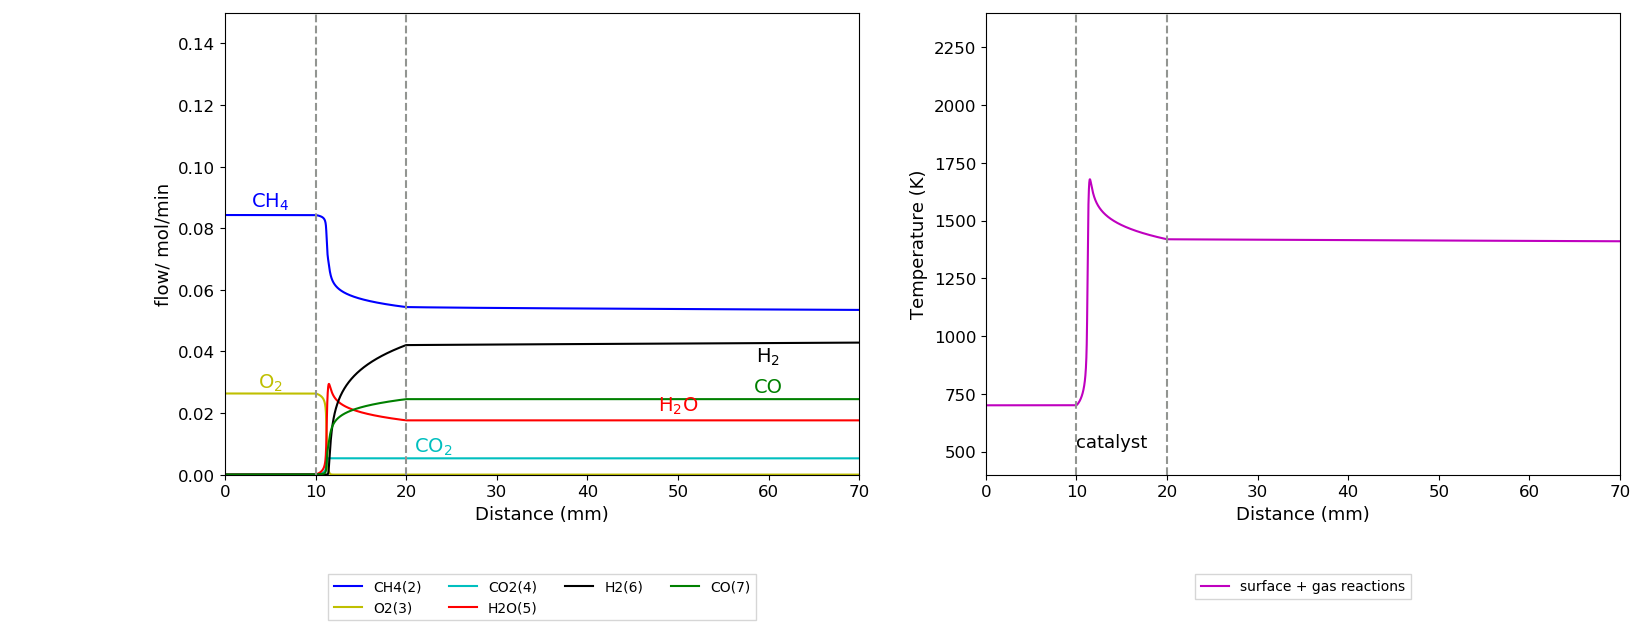 0.14
0.12
0.10
0.08
0.06
0.04
0.02
0.00
flow/ mol/min
CH₄
O₂
H₂
CO
H₂O
CO₂
0 10 20 30 40 50 60 70
Distance (mm)
CH4(2) CO2(4) H2(6) CO(7)
O2(3) H2O(5)
2250
2000
1750
1500
1250
1000
750
500
Temperature (K)
catalyst
0 10 20 30 40 50 60 70
Distance (mm)
surface + gas reactions